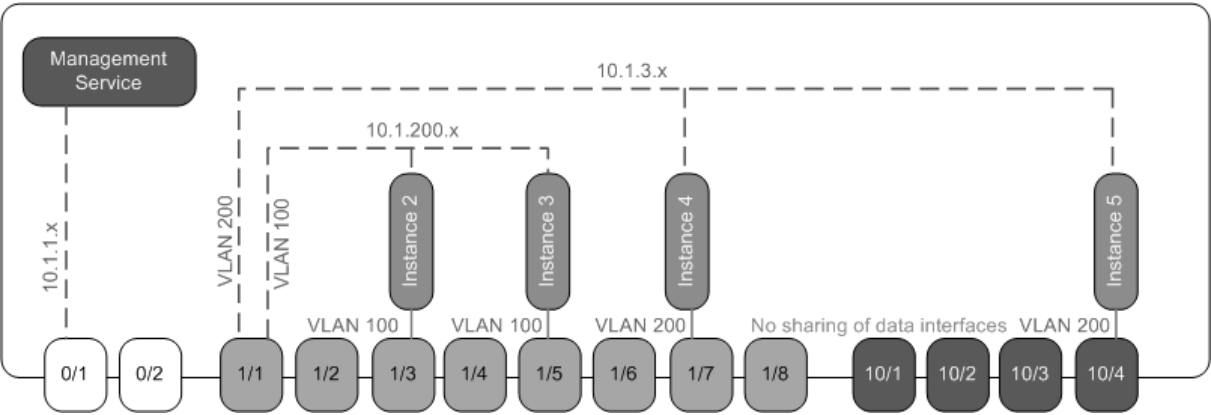 Management
Service
10.1.3.x
10.1.200.x
10.1.1.x
VLAN 200
VLAN 100
Instance 2
Instance 3
Instance 4
Instance 5
VLAN 100
VLAN 100
VLAN 200
No sharing of data interfaces
VLAN 200
0/1
0/2
1/1
1/2
1/3
1/4
1/5
1/6
1/7
1/8
10/1
10/2
10/3
10/4